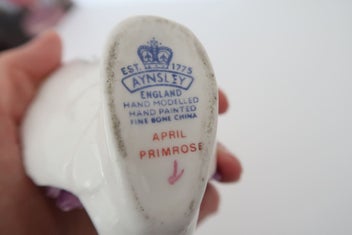 EST. 1775
AYNSLEY
ENGLAND
HAND MODELLED
HAND PAINTED
FINE BONE CHINA
APRIL
PRIMROSE